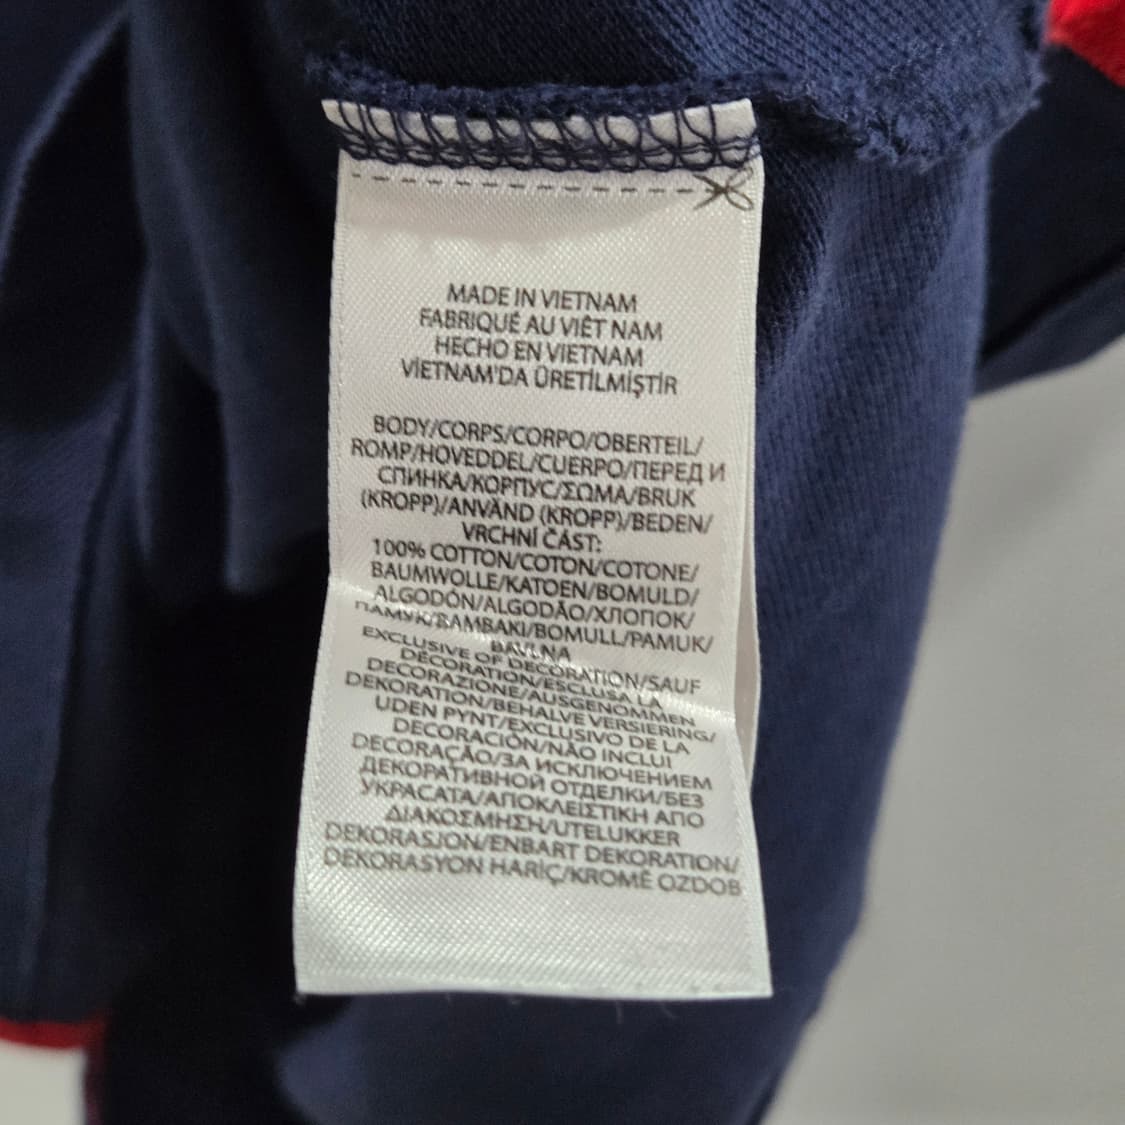 MADE IN VIETNAM
FABRIQUÉ AU VIÊT NAM
HECHO EN VIETNAM
VİETNAM'DA ÜRETİLMİŞTİR
BODY/CORPS/CORPO/OBERTEIL/
ROMP/HOVEDDEL/CUERPO/ПЕРЕД И
СПИНКА/КОРПУС/ΣΩΜΑ/BRUK
(KROPP)/ANVÄND (KROPP)/BEDEN/
VRCHNÍ ČÁST:
100% COTTON/COTON/COTONE/
BAUMWOLLE/KATOEN/BOMULD/
ALGODÓN/ALGODÃO/ХЛОПОК/
ПАМУК/BAMBAKI/BOMULL/PAMUK/
BAVLNA
EXCLUSIVE OF DECORATION/SAUF
DÉCORATION/ESCLUSA LA
DECORAZIONE/AUSGENOMMEN
DEKORATION/BEHALVE VERSIERING/
UDEN PYNT/EXCLUSIVO DE LA
DECORACIÓN/NÃO INCLUI
DECORAÇÃO/ЗА ИСКЛЮЧЕНИЕМ
ДЕКОРАТИВНОЙ ОТДЕЛКИ/БЕЗ
УКРАСАТА/ΑΠΟΚΛΕΙΣΤΙΚΗ ΑΠΟ
ΔΙΑΚΟΣΜΗΣΗ/UTELUKKER
DEKORASJON/ENBART DEKORATION/
DEKORASYON HARİÇ/KROMĚ OZDOB